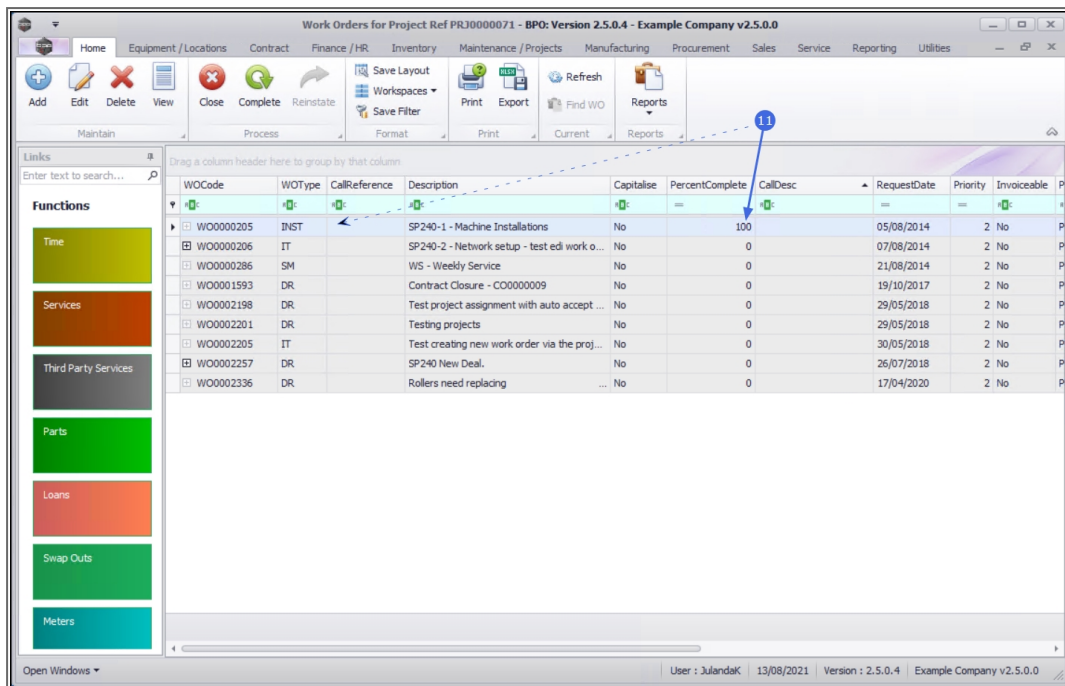 Work Orders for Project Ref PRJ0000071 - BPO: Version 2.5.0.4 - Example Company v2.5.0.0
Home Equipment / Locations Contract Finance / HR Inventory Maintenance / Projects Manufacturing Procurement Sales Service Reporting Utilities
Add Edit Delete View Close Complete Reinstate Save Layout Workspaces Save Filter Print Export Refresh Find WO Reports
Maintain Process Format Print Current Reports
11
Links
Enter text to search...
Functions
Time
Services
Third Party Services
Parts
Loans
Swap Outs
Meters
Drag a column header here to group by that column
WOCode WOType CallReference Description Capitalise PercentComplete CallDesc RequestDate Priority Invoiceable P
WO0000205 INST SP240-1 - Machine Installations No 100 05/08/2014 2 No P
WO0000206 IT SP240-2 - Network setup - test edi work o... No 0 07/08/2014 2 No P
WO0000286 SM WS - Weekly Service No 0 21/08/2014 2 No P
WO0001593 DR Contract Closure - CO0000009 No 0 19/10/2017 2 No P
WO0002198 DR Test project assignment with auto accept ... No 0 29/05/2018 2 No P
WO0002201 DR Testing projects No 0 29/05/2018 2 No P
WO0002205 IT Test creating new work order via the proj... No 0 30/05/2018 2 No P
WO0002257 DR SP240 New Deal. No 0 26/07/2018 2 No P
WO0002336 DR Rollers need replacing ... No 0 17/04/2020 2 No P
Open Windows User : JulandaK 13/08/2021 Version : 2.5.0.4 Example Company v2.5.0.0